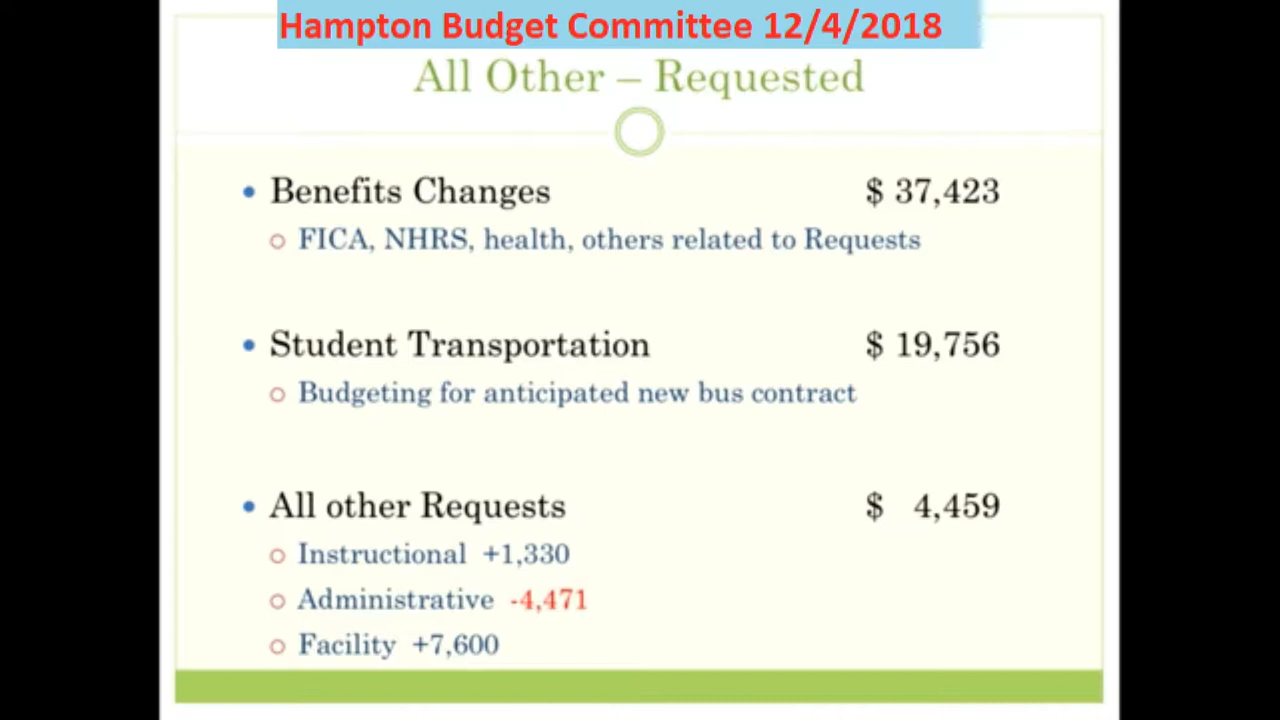 Hampton Budget Committee 12/4/2018
All Other – Requested
• Benefits Changes $ 37,423
○ FICA, NHRS, health, others related to Requests
• Student Transportation $ 19,756
○ Budgeting for anticipated new bus contract
• All other Requests $ 4,459
○ Instructional +1,330
○ Administrative -4,471
○ Facility +7,600